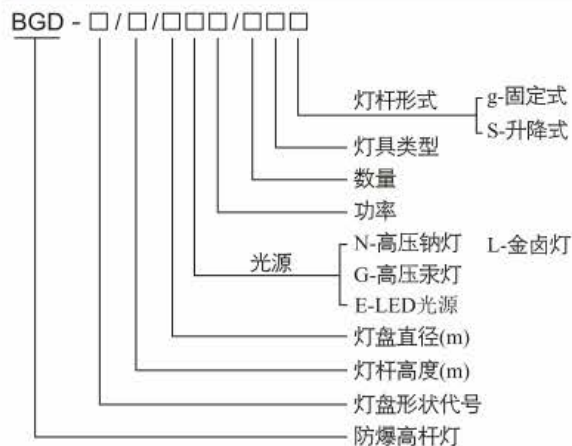 BGD - □ / □ / □□□ / □□□
灯杆形式
g-固定式
S-升降式
灯具类型
数量
功率
光源
N-高压钠灯 L-金卤灯
G-高压汞灯
E-LED光源
灯盘直径(m)
灯杆高度(m)
灯盘形状代号
防爆高杆灯